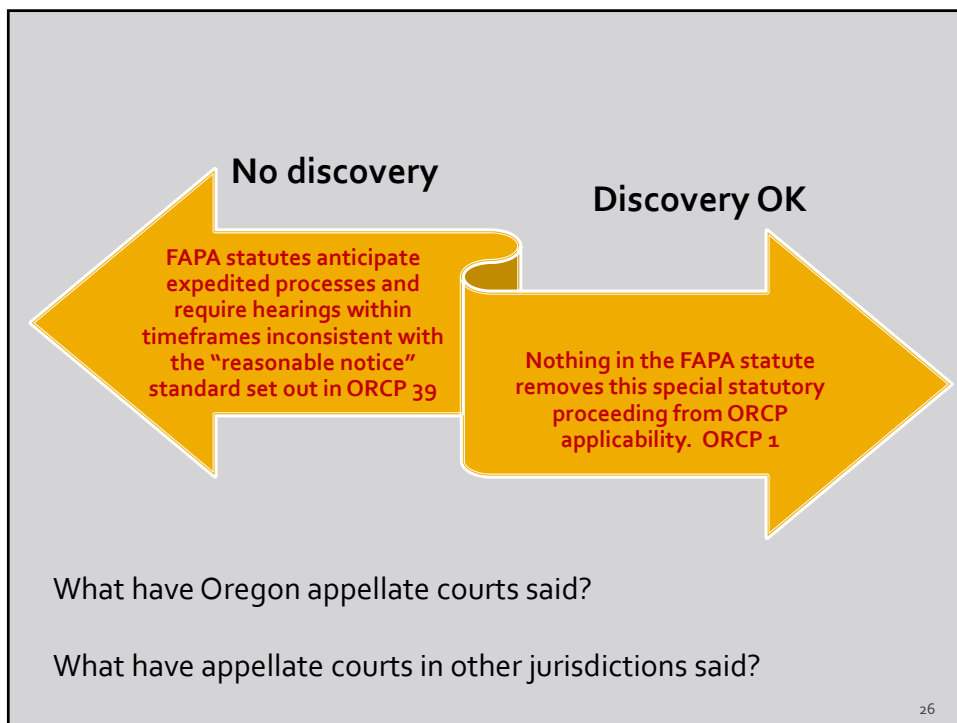 No discovery
FAPA statutes anticipate
expedited processes and
require hearings within
timeframes inconsistent with
the “reasonable notice”
standard set out in ORCP 39
Discovery OK
Nothing in the FAPA statute
removes this special statutory
proceeding from ORCP
applicability.  ORCP 1
What have Oregon appellate courts said?
What have appellate courts in other jurisdictions said?
26